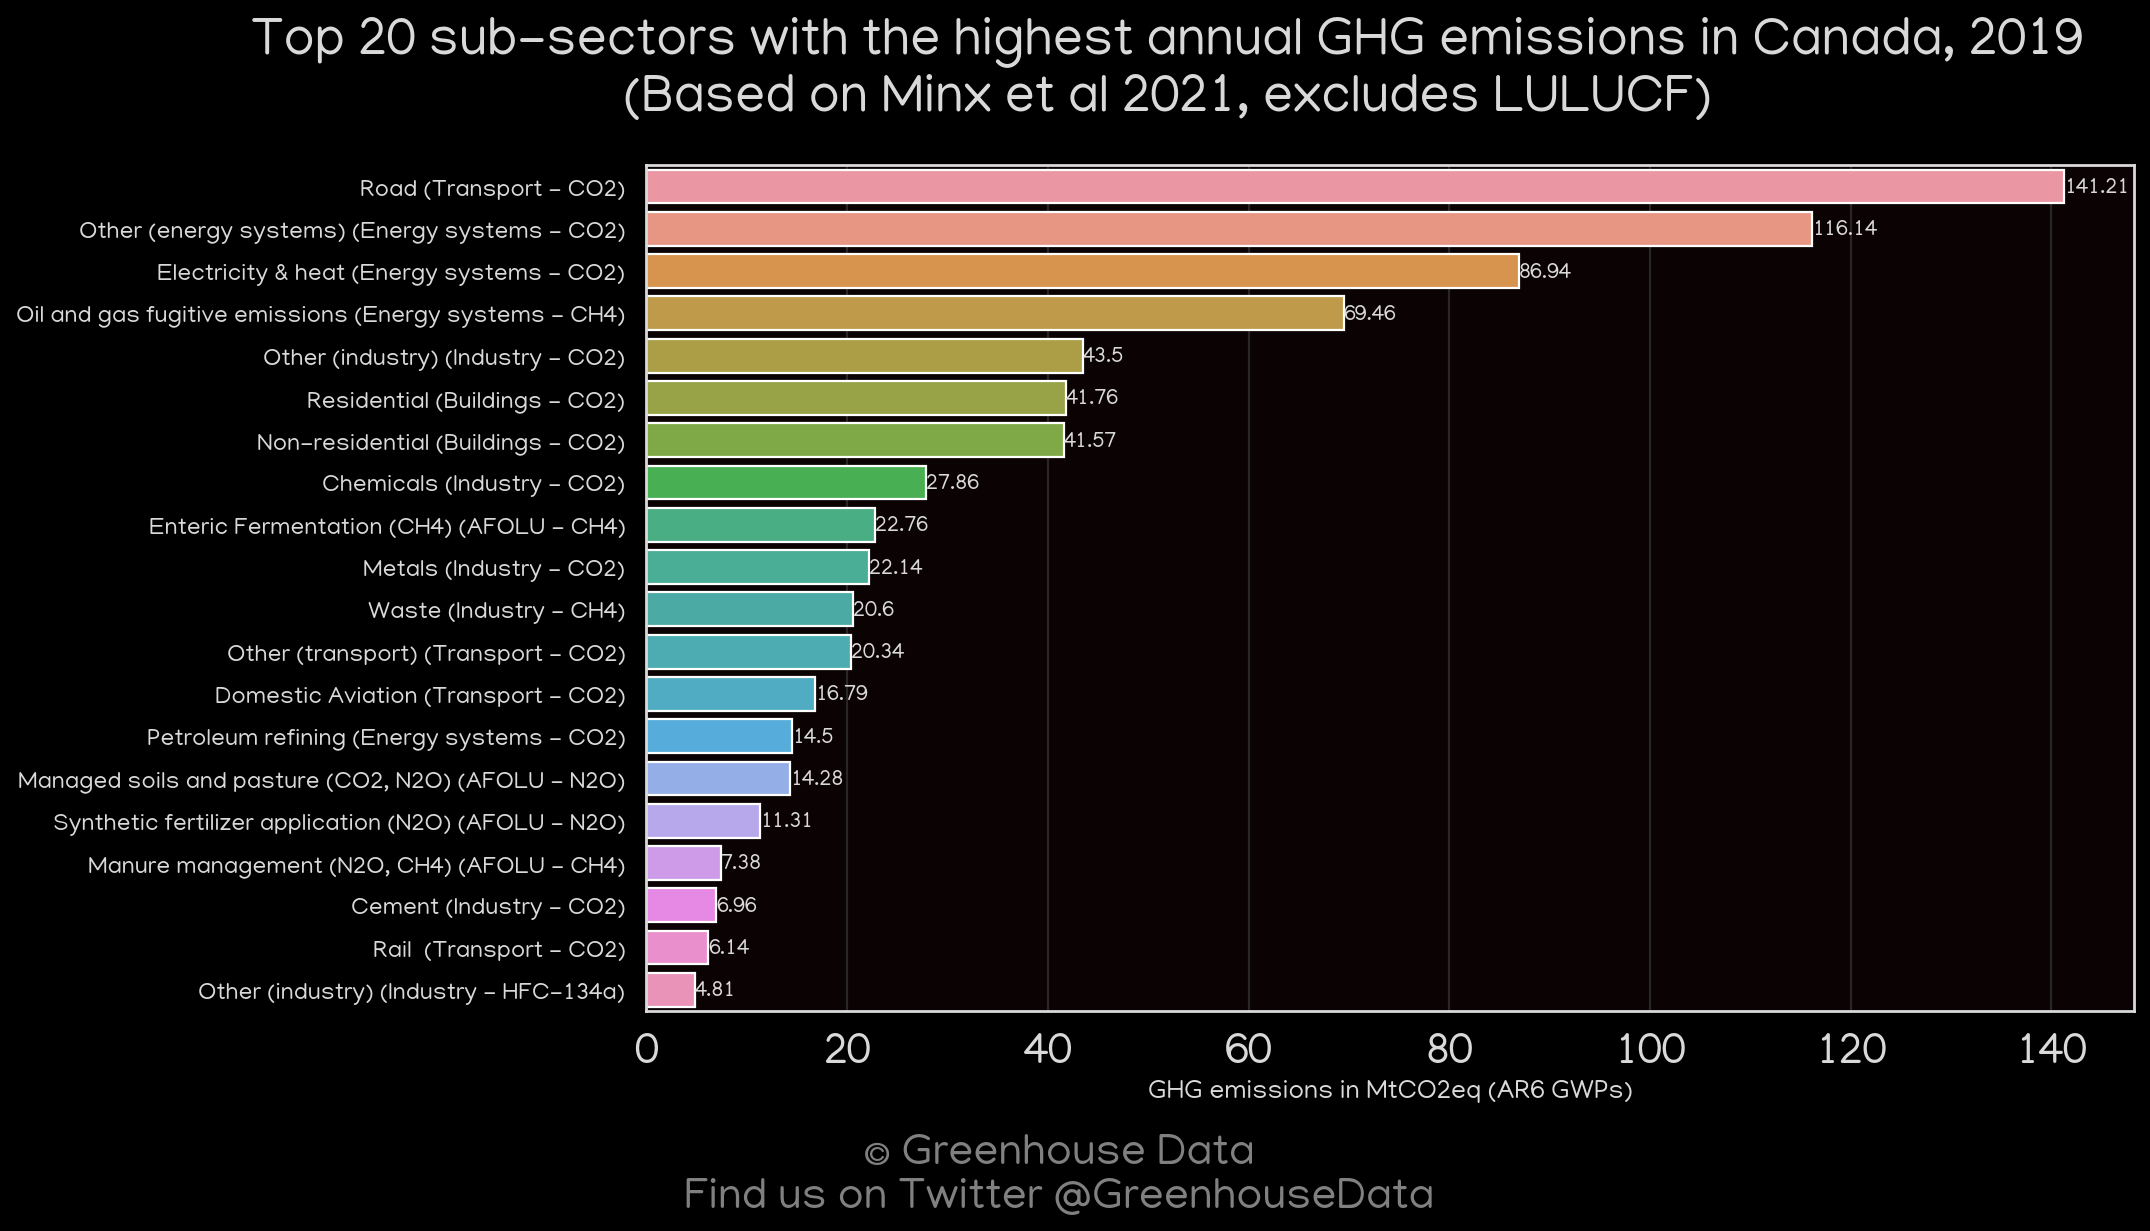 Top 20 sub-sectors with the highest annual GHG emissions in Canada, 2019
(Based on Minx et al 2021, excludes LULUCF)
Road (Transport - CO2) 141.21
Other (energy systems) (Energy systems - CO2) 116.14
Electricity & heat (Energy systems - CO2) 86.94
Oil and gas fugitive emissions (Energy systems - CH4) 69.46
Other (industry) (Industry - CO2) 43.5
Residential (Buildings - CO2) 41.76
Non-residential (Buildings - CO2) 41.57
Chemicals (Industry - CO2) 27.86
Enteric Fermentation (CH4) (AFOLU - CH4) 22.76
Metals (Industry - CO2) 22.14
Waste (Industry - CH4) 20.6
Other (transport) (Transport - CO2) 20.34
Domestic Aviation (Transport - CO2) 16.79
Petroleum refining (Energy systems - CO2) 14.5
Managed soils and pasture (CO2, N2O) (AFOLU - N2O) 14.28
Synthetic fertilizer application (N2O) (AFOLU - N2O) 11.31
Manure management (N2O, CH4) (AFOLU - CH4) 7.38
Cement (Industry - CO2) 6.96
Rail  (Transport - CO2) 6.14
Other (industry) (Industry - HFC-134a) 4.81
0 20 40 60 80 100 120 140
GHG emissions in MtCO2eq (AR6 GWPs)
© Greenhouse Data
Find us on Twitter @GreenhouseData